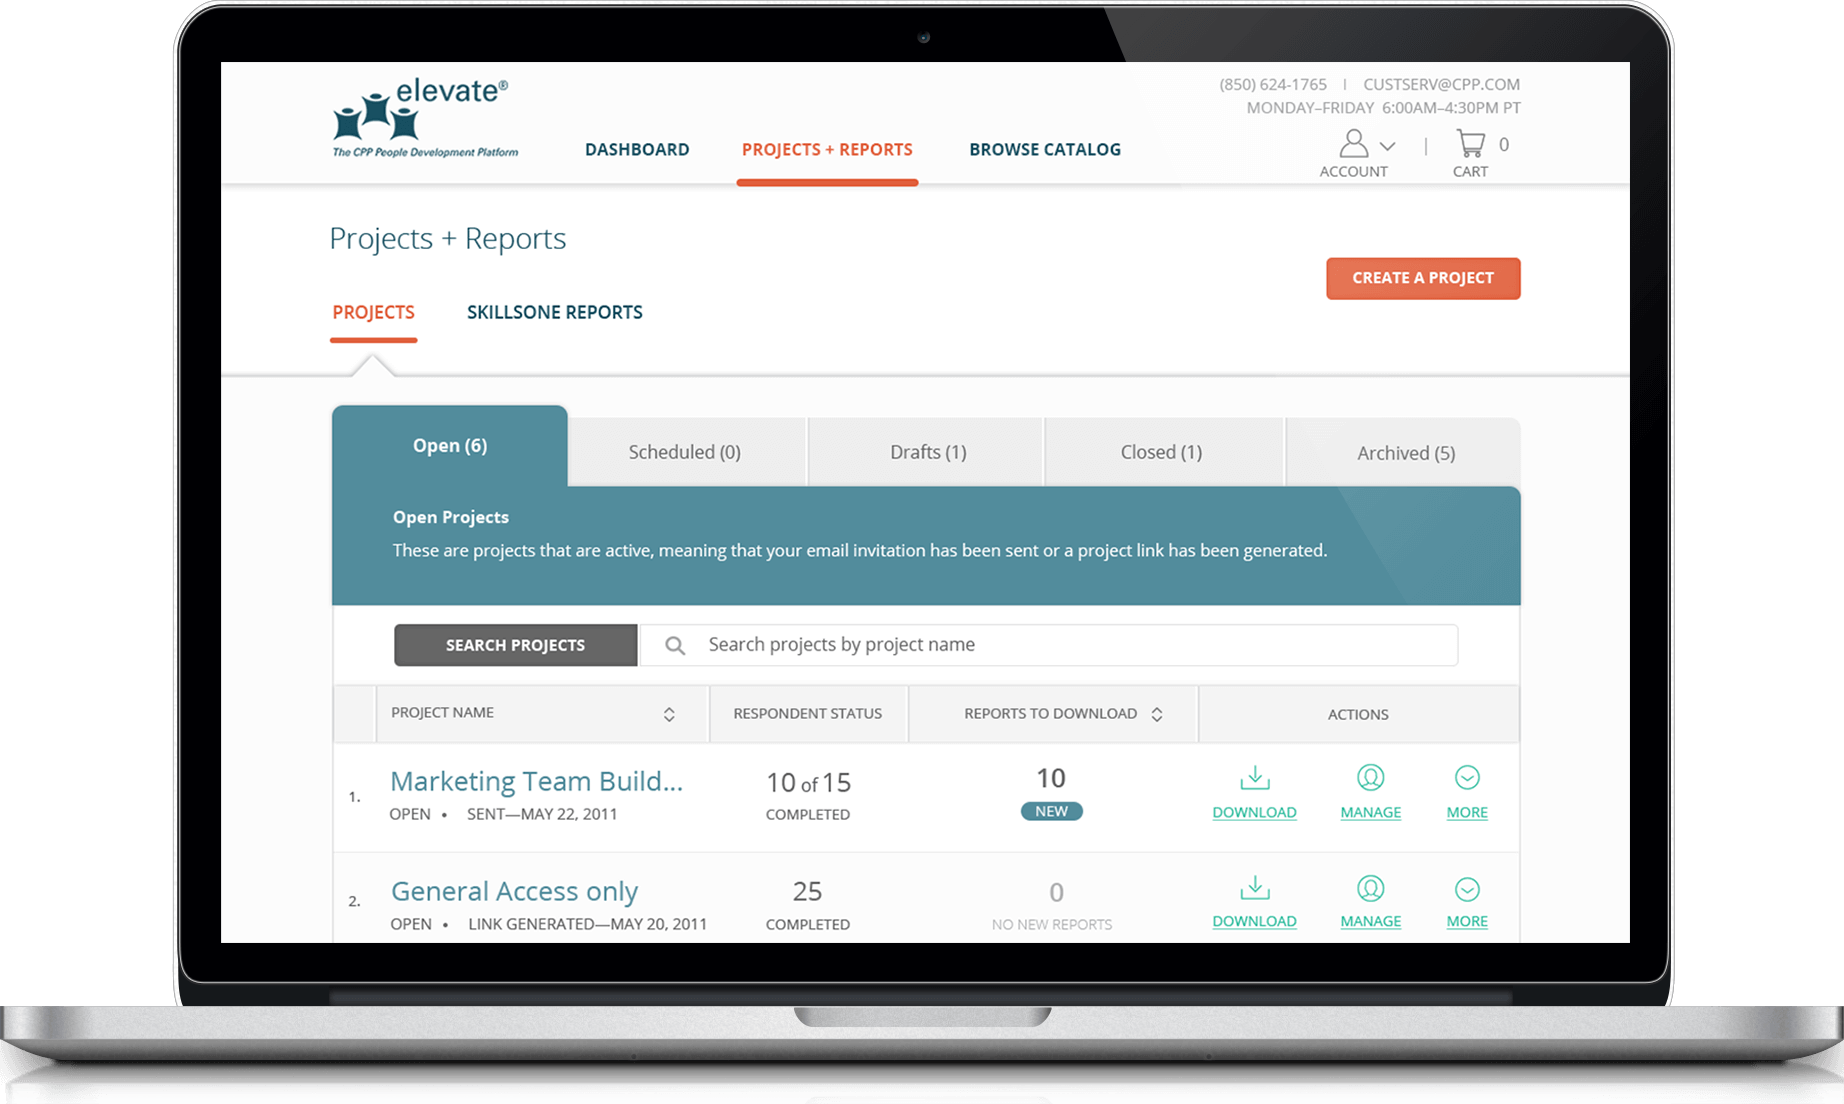 elevate®
The CPP People Development Platform
DASHBOARD
PROJECTS + REPORTS
BROWSE CATALOG
(850) 624-1765 | CUSTSERV@CPP.COM
MONDAY–FRIDAY 6:00AM–4:30PM PT
ACCOUNT
|
0
CART
Projects + Reports
CREATE A PROJECT
PROJECTS
SKILLSONE REPORTS
Open (6)
Scheduled (0)
Drafts (1)
Closed (1)
Archived (5)
Open Projects
These are projects that are active, meaning that your email invitation has been sent or a project link has been generated.
SEARCH PROJECTS
Search projects by project name
PROJECT NAME
RESPONDENT STATUS
REPORTS TO DOWNLOAD
ACTIONS
1.
Marketing Team Build...
OPEN • SENT—MAY 22, 2011
10 of 15
COMPLETED
10
NEW
DOWNLOAD
MANAGE
MORE
2.
General Access only
OPEN • LINK GENERATED—MAY 20, 2011
25
COMPLETED
0
NO NEW REPORTS
DOWNLOAD
MANAGE
MORE